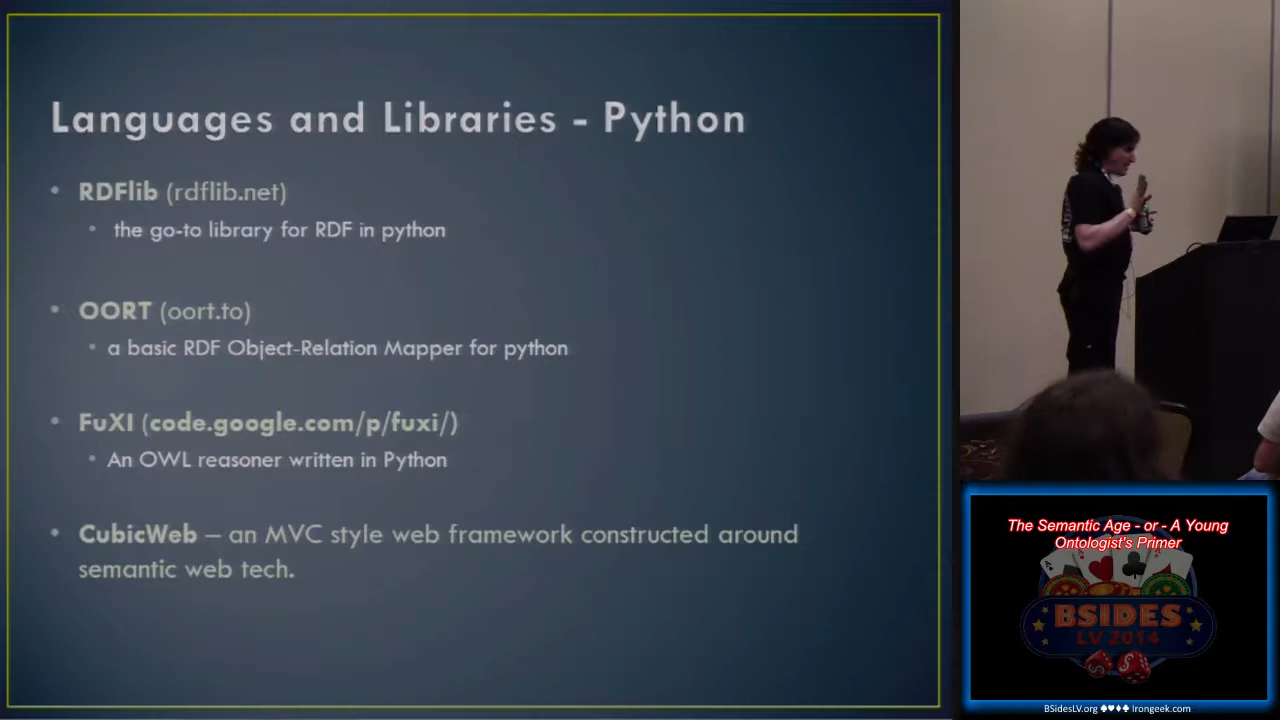 Languages and Libraries - Python
• RDFlib (rdflib.net)
• the go-to library for RDF in python
• OORT (oort.to)
• a basic RDF Object-Relation Mapper for python
• FuXI (code.google.com/p/fuxi/)
• An OWL reasoner written in Python
• CubicWeb – an MVC style web framework constructed around
semantic web tech.
The Semantic Age - or - A Young
Ontologist's Primer
BSIDES
LV 2014
BSidesLV.org ♠♥♦♣ Irongeek.com